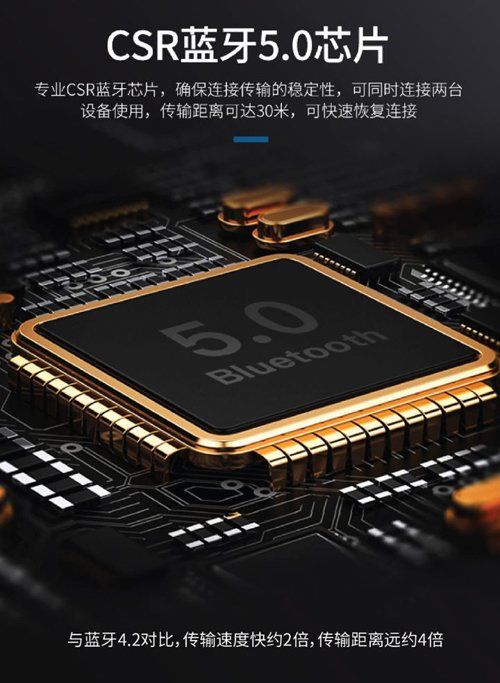 CSR蓝牙5.0芯片
专业CSR蓝牙芯片，确保连接传输的稳定性，可同时连接两台
设备使用，传输距离可达30米，可快速恢复连接
5.0
Bluetooth
与蓝牙4.2对比,传输速度快约2倍,传输距离远约4倍